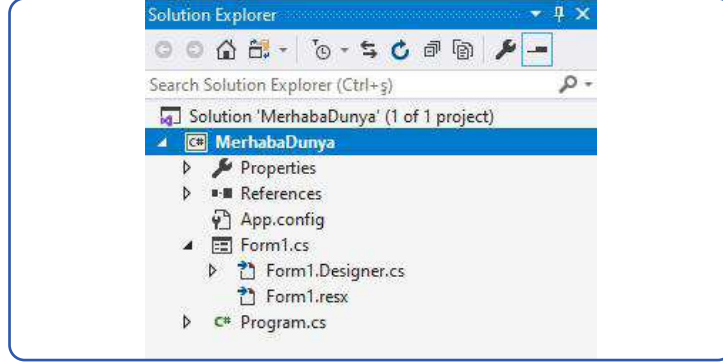 Solution Explorer
Search Solution Explorer (Ctrl+ş)
Solution 'MerhabaDunya' (1 of 1 project)
C# MerhabaDunya
Properties
References
App.config
Form1.cs
Form1.Designer.cs
Form1.resx
C# Program.cs